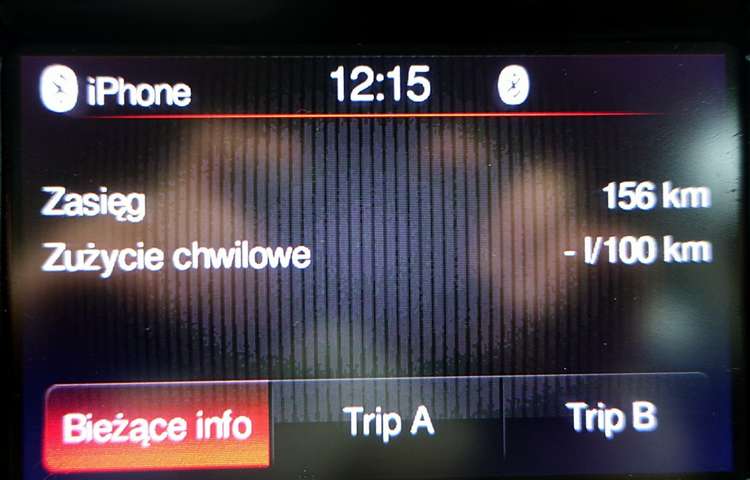 iPhone 12:15
Zasięg 156 km
Zużycie chwilowe - l/100 km
Bieżące info Trip A Trip B